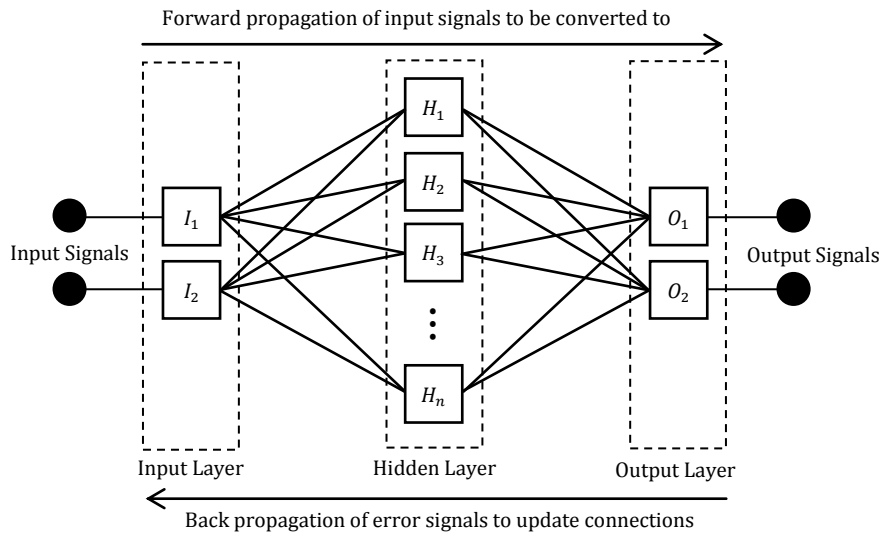 Forward propagation of input signals to be converted to
H₁
H₂
I₁
O₁
Input Signals
H₃
Output Signals
I₂
O₂
Hₙ
Input Layer
Hidden Layer
Output Layer
Back propagation of error signals to update connections